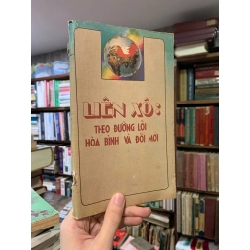 LIÊN XÔ:
THEO ĐƯỜNG LỐI
HÒA BÌNH VÀ ĐỔI MỚI